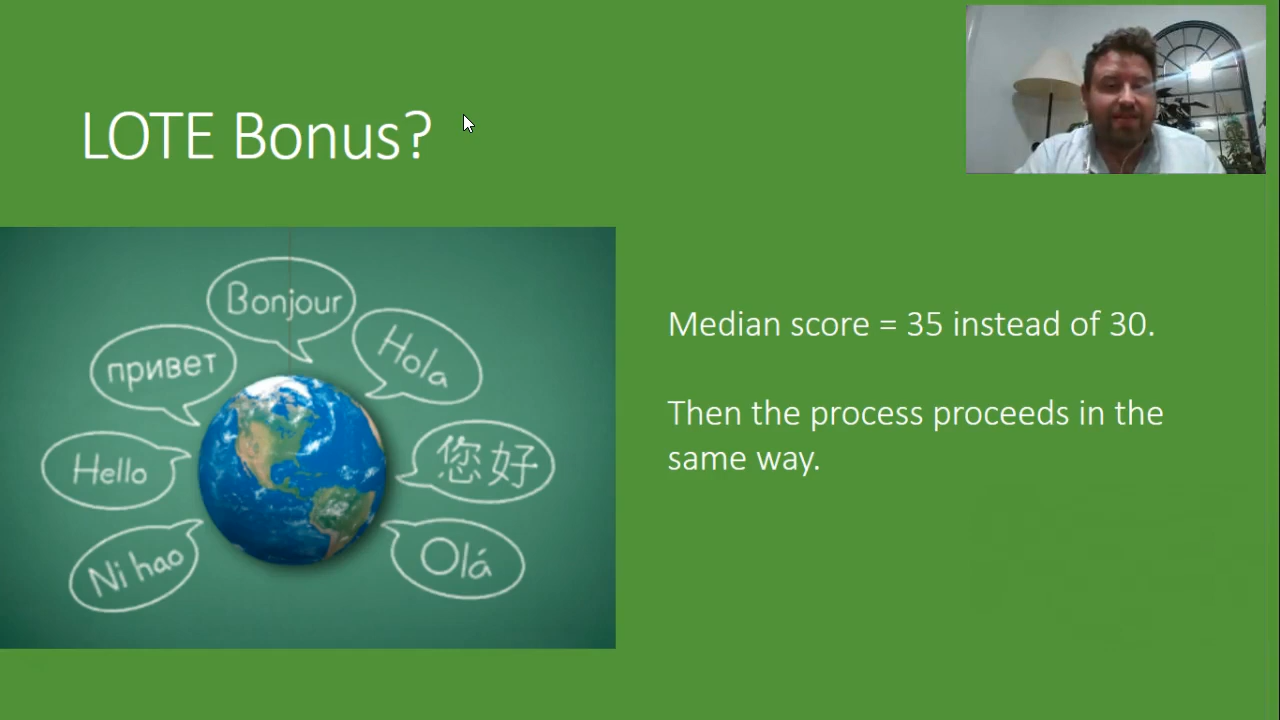 LOTE Bonus?
Bonjour
Hola
привет
Hello
您好
Ni hao
Olá
Median score = 35 instead of 30.
Then the process proceeds in the
same way.